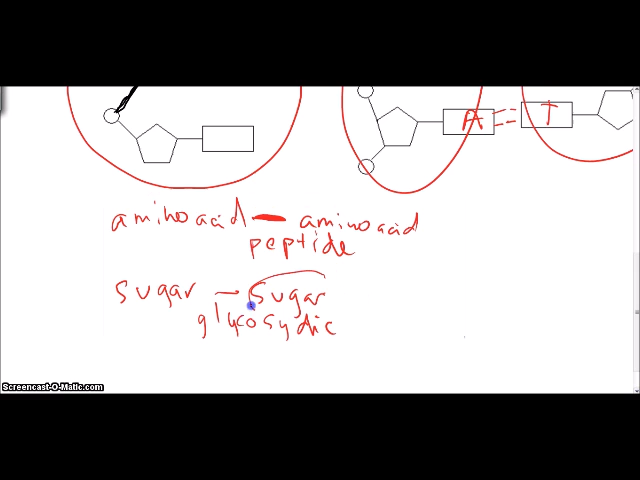 A T
amino acid — amino acid
peptide
sugar — sugar
glycosydic
Screencast-O-Matic.com